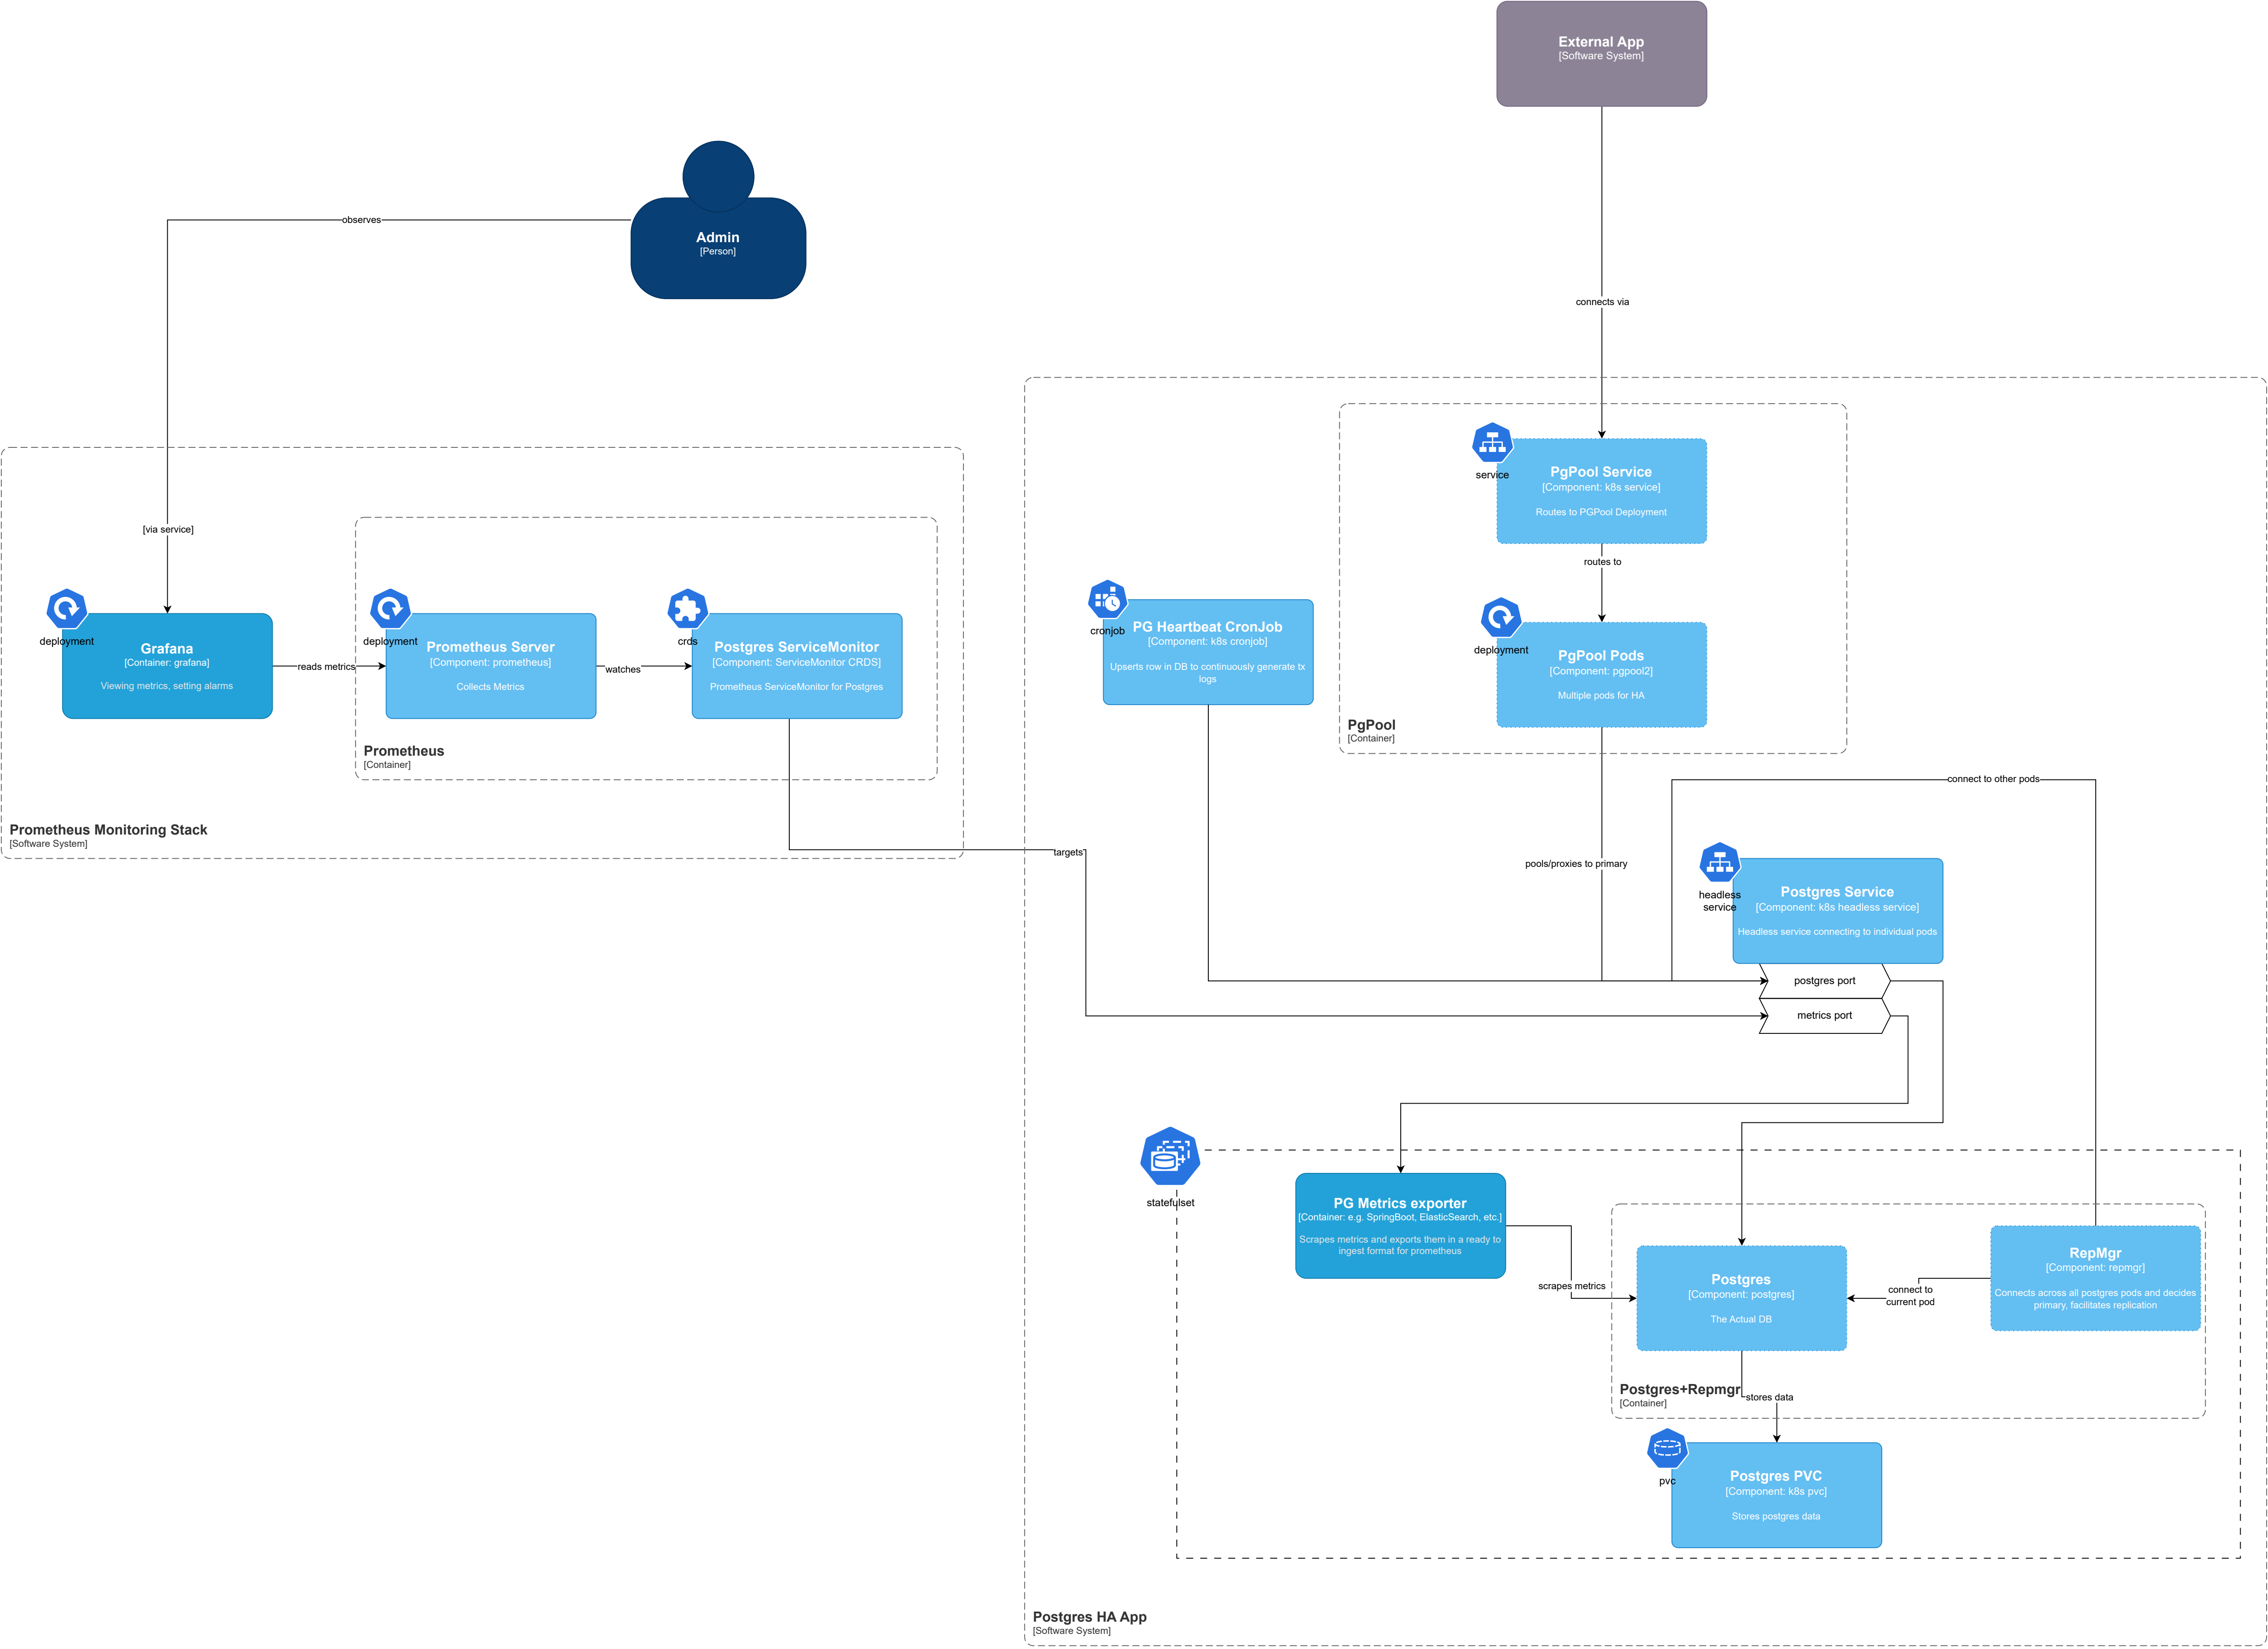 External App
[Software System]
Admin
[Person]
observes
connects via
[via service]
deployment
Grafana
[Container: grafana]
Viewing metrics, setting alarms
reads metrics
deployment
Prometheus Server
[Component: prometheus]
Collects Metrics
watches
crds
Postgres ServiceMonitor
[Component: ServiceMonitor CRDS]
Prometheus ServiceMonitor for Postgres
Prometheus
[Container]
Prometheus Monitoring Stack
[Software System]
targets
service
PgPool Service
[Component: k8s service]
Routes to PGPool Deployment
routes to
deployment
PgPool Pods
[Component: pgpool2]
Multiple pods for HA
PgPool
[Container]
cronjob
PG Heartbeat CronJob
[Component: k8s cronjob]
Upserts row in DB to continuously generate tx
logs
connect to other pods
pools/proxies to primary
headless
service
Postgres Service
[Component: k8s headless service]
Headless service connecting to individual pods
postgres port
metrics port
statefulset
PG Metrics exporter
[Container: e.g. SpringBoot, ElasticSearch, etc.]
Scrapes metrics and exports them in a ready to
ingest format for prometheus
scrapes metrics
Postgres
[Component: postgres]
The Actual DB
connect to
current pod
RepMgr
[Component: repmgr]
Connects across all postgres pods and decides
primary, facilitates replication
Postgres+Repmgr
[Container]
stores data
pvc
Postgres PVC
[Component: k8s pvc]
Stores postgres data
Postgres HA App
[Software System]